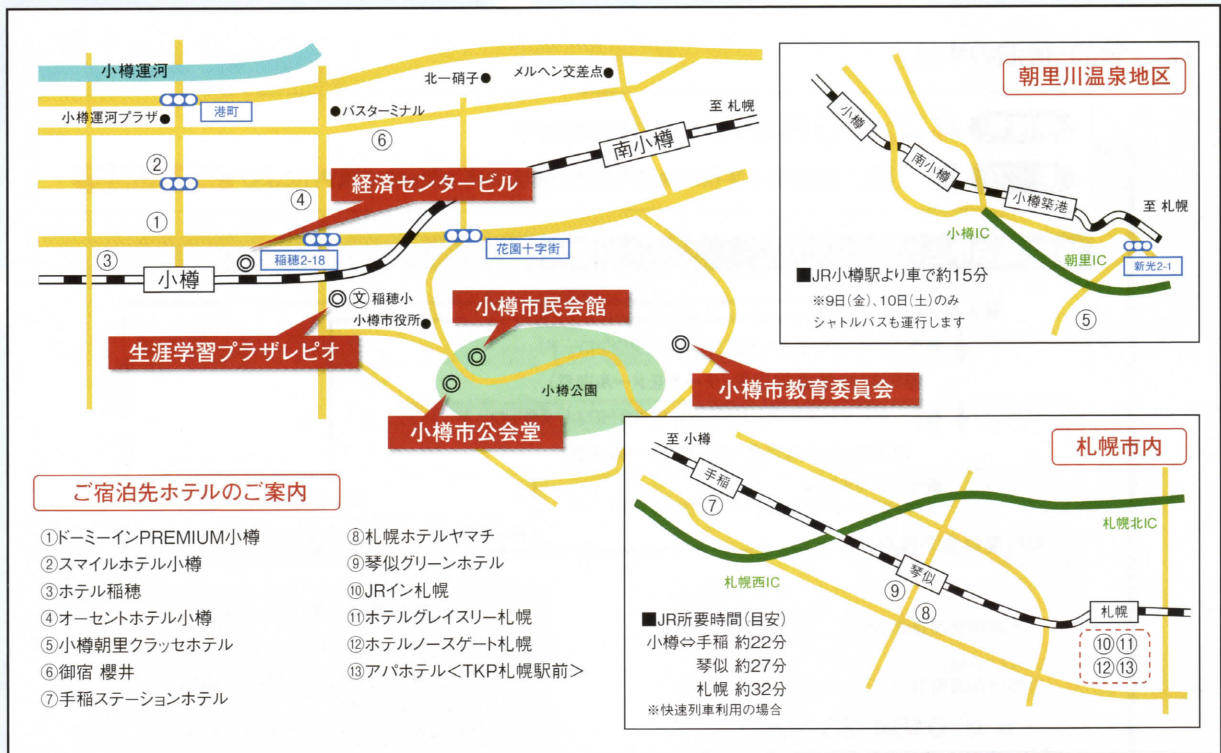 小樽運河
北一硝子
メルヘン交差点
港町
小樽運河プラザ
バスターミナル
至 札幌
⑥
南小樽
②
経済センタービル
④
①
花園十字街
稲穂2-18
③
小樽
文 稲穂小
小樽市役所
小樽市民会館
生涯学習プラザレピオ
小樽公園
小樽市教育委員会
小樽市公会堂
朝里川温泉地区
小樽
南小樽
小樽築港
至 札幌
小樽IC
朝里IC
新光2-1
■JR小樽駅より車で約15分
※9日(金)、10日(土)のみ
シャトルバスも運行します
⑤
ご宿泊先ホテルのご案内
①ドーミーインPREMIUM小樽
②スマイルホテル小樽
③ホテル稲穂
④オーセントホテル小樽
⑤小樽朝里クラッセホテル
⑥御宿 櫻井
⑦手稲ステーションホテル
⑧札幌ホテルヤマチ
⑨琴似グリーンホテル
⑩JRイン札幌
⑪ホテルグレイスリー札幌
⑫ホテルノースゲート札幌
⑬アパホテル<TKP札幌駅前>
札幌市内
至 小樽
手稲
⑦
札幌北IC
札幌西IC
琴似
⑨
⑧
札幌
⑩⑪
⑫⑬
■JR所要時間(目安)
小樽⇔手稲 約22分
琴似 約27分
札幌 約32分
※快速列車利用の場合